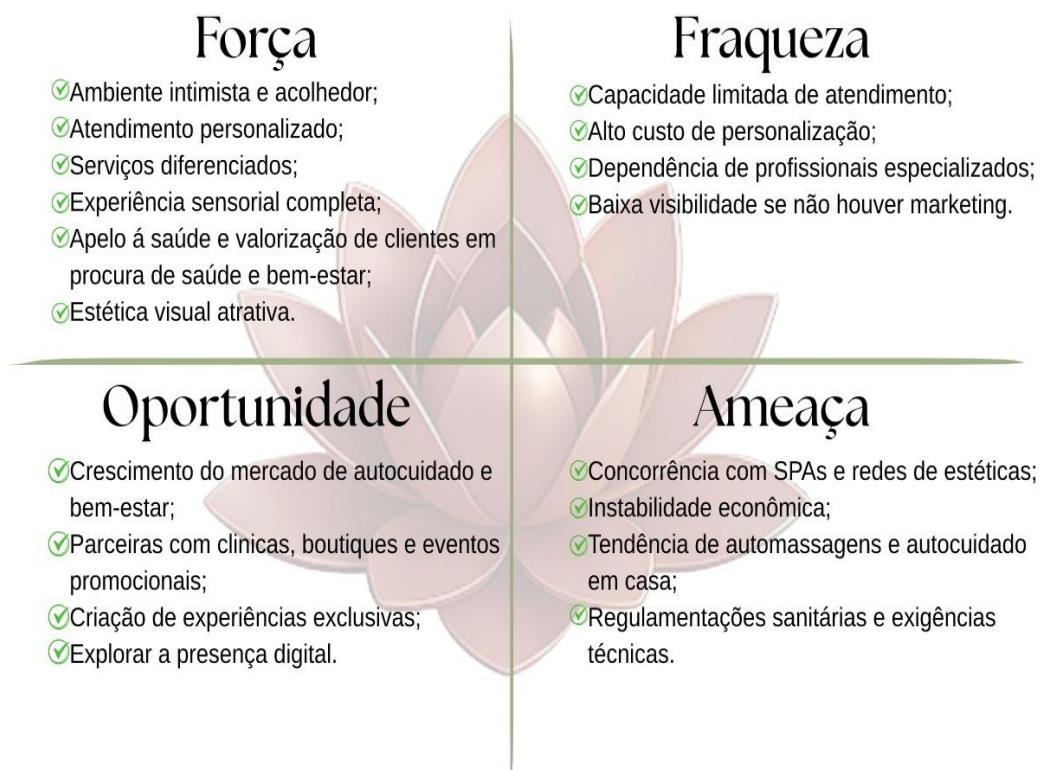 Força
Ambiente intimista e acolhedor;
Atendimento personalizado;
Serviços diferenciados;
Experiência sensorial completa;
Apelo á saúde e valorização de clientes em
procura de saúde e bem-estar;
Estética visual atrativa.
Fraqueza
Capacidade limitada de atendimento;
Alto custo de personalização;
Dependência de profissionais especializados;
Baixa visibilidade se não houver marketing.
Oportunidade
Crescimento do mercado de autocuidado e
bem-estar;
Parceiras com clinicas, boutiques e eventos
promocionais;
Criação de experiências exclusivas;
Explorar a presença digital.
Ameaça
Concorrência com SPAs e redes de estéticas;
Instabilidade econômica;
Tendência de automassagens e autocuidado
em casa;
Regulamentações sanitárias e exigências
técnicas.